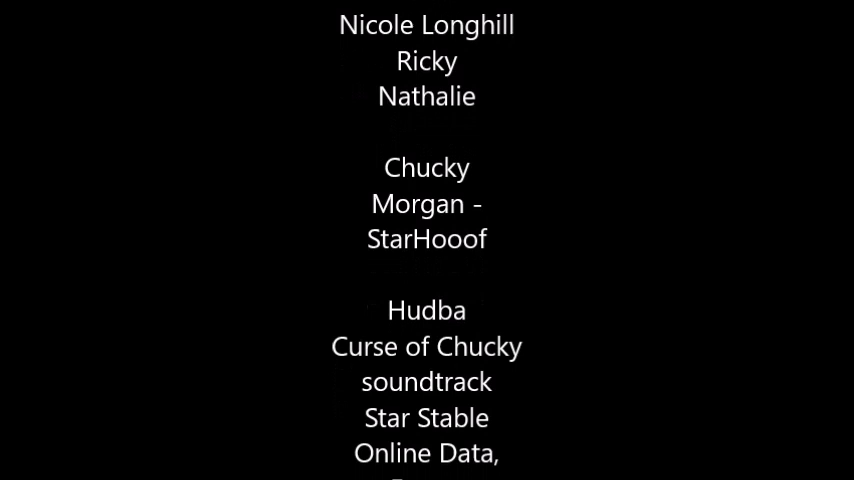 Nicole Longhill
Ricky
Nathalie
Chucky
Morgan -
StarHooof
Hudba
Curse of Chucky
soundtrack
Star Stable
Online Data,